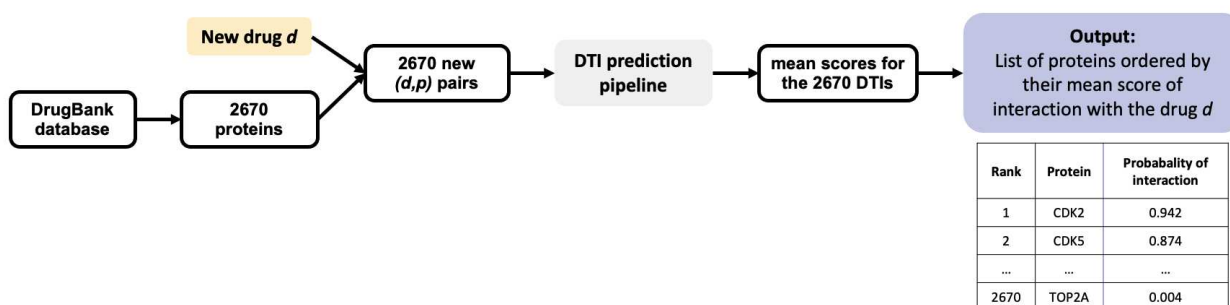 New drug d
DrugBank
database
2670
proteins
2670 new
(d,p) pairs
DTI prediction
pipeline
mean scores for
the 2670 DTIs
Output:
List of proteins ordered by
their mean score of
interaction with the drug d
Rank Protein Probabality of
interaction
1 CDK2 0.942
2 CDK5 0.874
... ... ...
2670 TOP2A 0.004